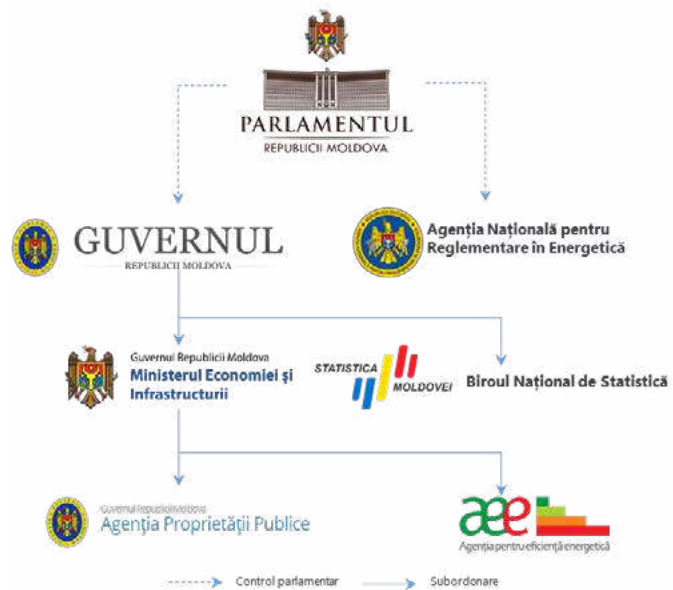 PARLAMENTUL
REPUBLICII MOLDOVA
GUVERNUL
REPUBLICII MOLDOVA
Agenția Națională pentru
Reglementare în Energetică
Guvernul Republicii Moldova
Ministerul Economiei și
Infrastructurii
STATISTICA
MOLDOVEI
Biroul Național de Statistică
Guvernul Republicii Moldova
Agenția Proprietății Publice
aee
Agenția pentru eficiență energetică
Control parlamentar
Subordonare